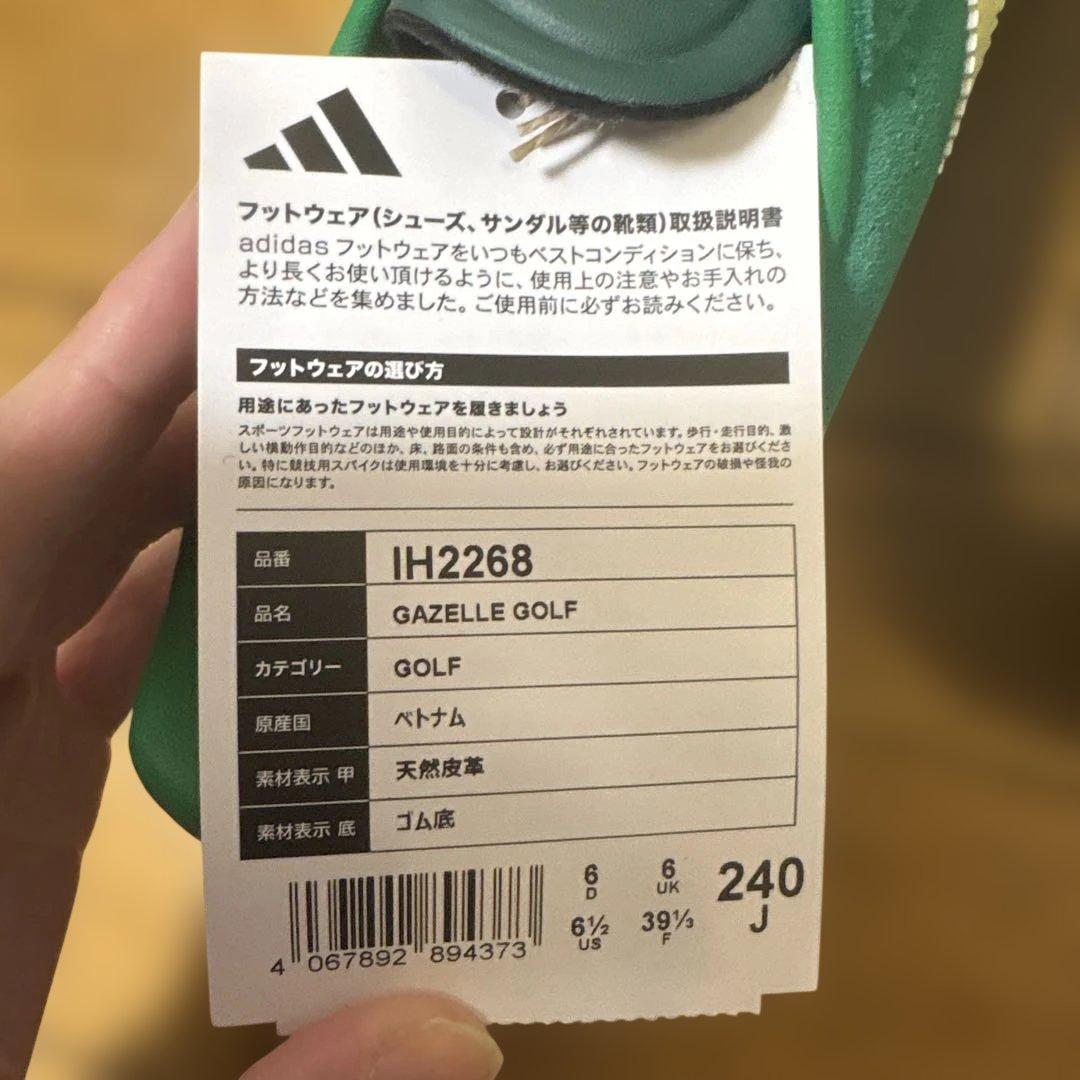 フットウェア(シューズ、サンダル等の靴類)取扱説明書
adidas フットウェアをいつもベストコンディションに保ち、
より長くお使い頂けるように、使用上の注意やお手入れの
方法などを集めました。ご使用前に必ずお読みください。
フットウェアの選び方
用途にあったフットウェアを履きましょう
スポーツフットウェアは用途や使用目的によって設計がそれぞれされています。歩行・走行目的、激
しい横動作目的などのほか、床、路面の条件も含め、必ず用途に合ったフットウェアをお選びくださ
い。特に競技用スパイクは使用環境を十分に考慮し、お選びください。フットウェアの破損や怪我の
原因になります。
品番 IH2268
品名 GAZELLE GOLF
カテゴリー GOLF
原産国 ベトナム
素材表示 甲 天然皮革
素材表示 底 ゴム底
6 6 240
D UK J
6½ 39⅓
US F
4 067892 894373